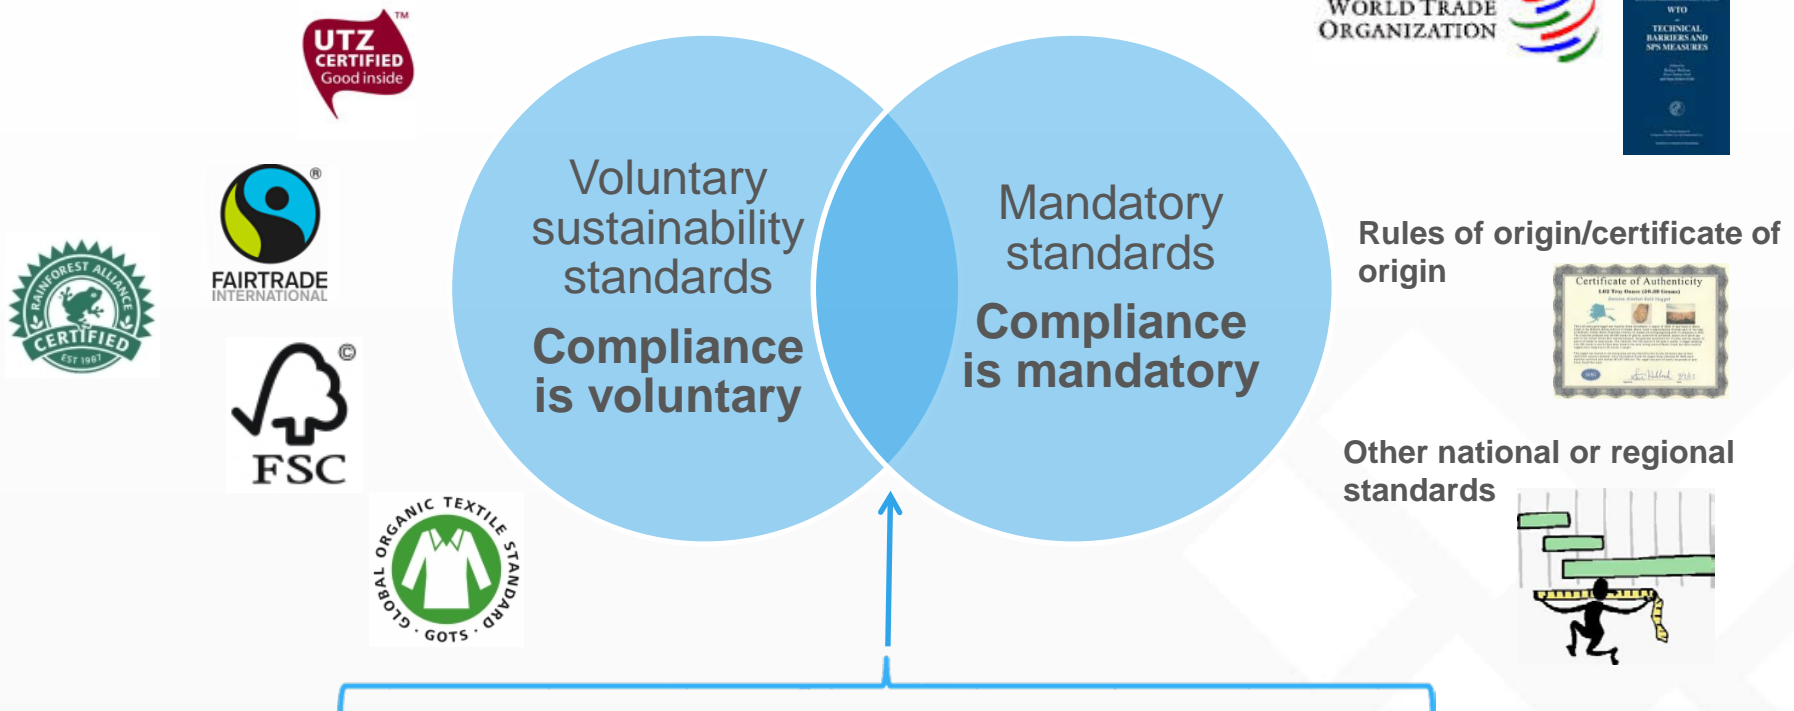 UTZ
CERTIFIED
Good inside
TM
WORLD TRADE
ORGANIZATION
WTO
TECHNICAL
BARRIERS AND
SPS MEASURES
FAIRTRADE
INTERNATIONAL
®
RAINFOREST ALLIANCE
CERTIFIED
EST 1987
©
FSC
GLOBAL ORGANIC TEXTILE STANDARD
· GOTS ·
Voluntary
sustainability
standards
Compliance
is voluntary
Mandatory
standards
Compliance
is mandatory
Rules of origin/certificate of
origin
Certificate of Authenticity
Other national or regional
standards